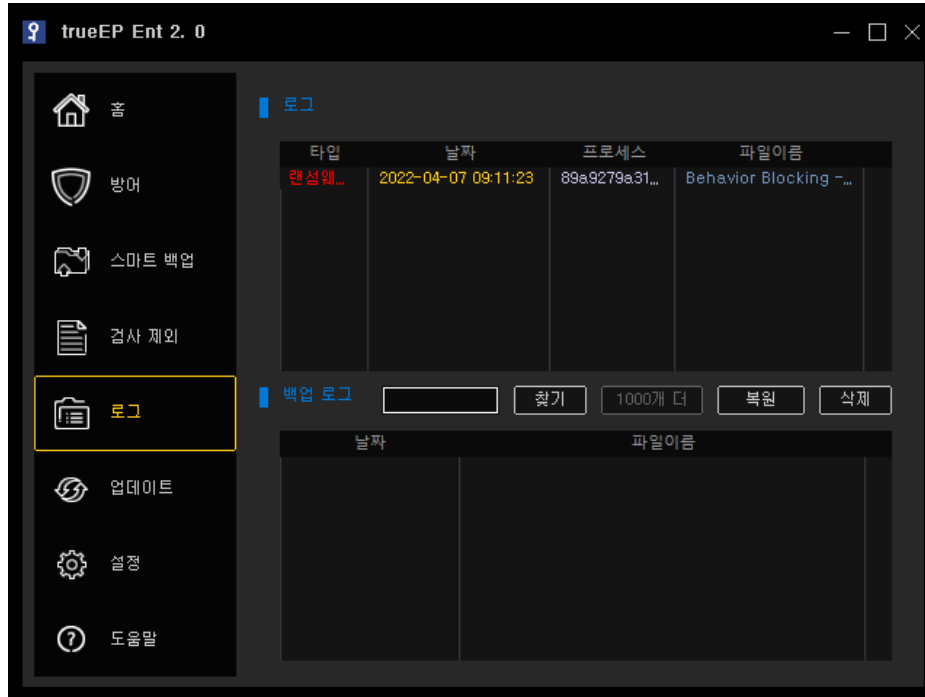 trueEP Ent 2. 0
홈
방어
스마트 백업
검사 제외
로그
업데이트
설정
도움말
로그
타입 날짜 프로세스 파일이름
랜섬웨... 2022-04-07 09:11:23 89a9279a31... Behavior Blocking -...
백업 로그 찾기 1000개 더 복원 삭제
날짜 파일이름